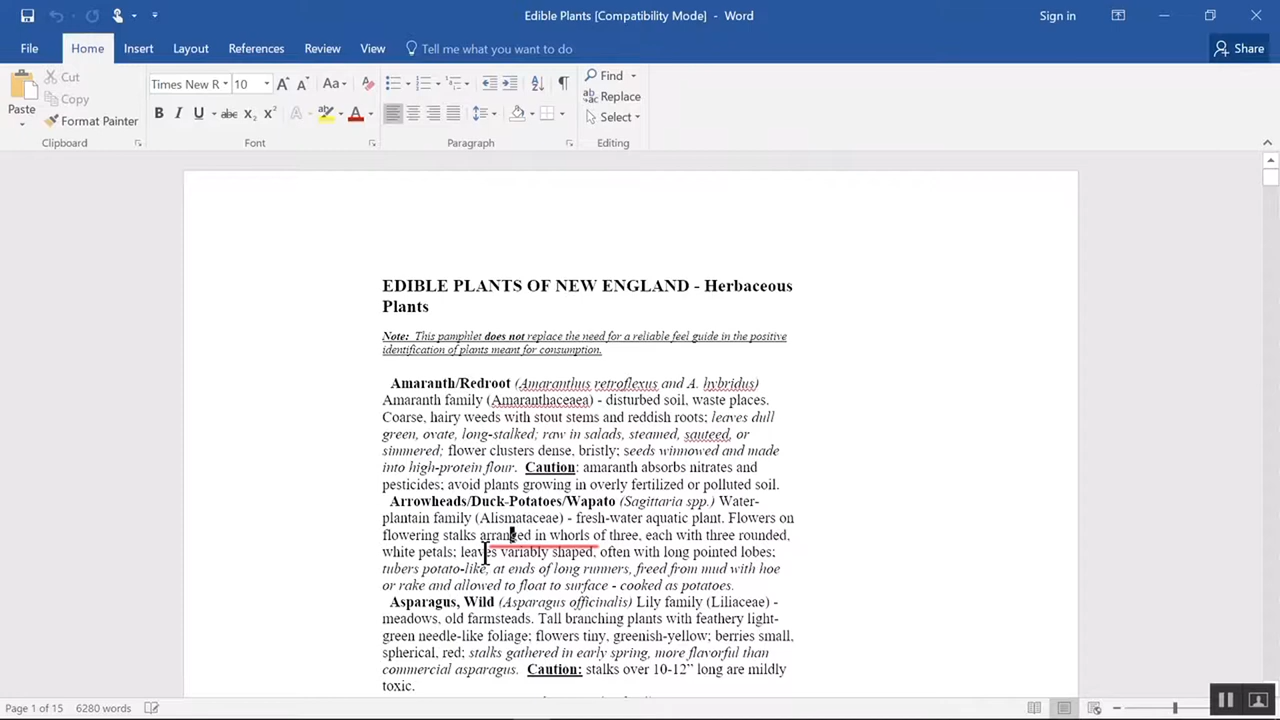 Edible Plants [Compatibility Mode] - Word
Sign in
File Home Insert Layout References Review View Tell me what you want to do Share
Paste
Cut
Copy
Format Painter
Times New R 10
Find
Replace
Select
Clipboard Font Paragraph Editing
EDIBLE PLANTS OF NEW ENGLAND - Herbaceous
Plants
Note: This pamphlet does not replace the need for a reliable feel guide in the positive
identification of plants meant for consumption.
Amaranth/Redroot (Amaranthus retroflexus and A. hybridus)
Amaranth family (Amaranthaceaea) - disturbed soil, waste places.
Coarse, hairy weeds with stout stems and reddish roots; leaves dull
green, ovate, long-stalked; raw in salads, steamed, sauteed, or
simmered; flower clusters dense, bristly; seeds winnowed and made
into high-protein flour. Caution: amaranth absorbs nitrates and
pesticides; avoid plants growing in overly fertilized or polluted soil.
Arrowheads/Duck-Potatoes/Wapato (Sagittaria spp.) Water-
plantain family (Alismataceae) - fresh-water aquatic plant. Flowers on
flowering stalks arranged in whorls of three, each with three rounded,
white petals; leaves variably shaped, often with long pointed lobes;
tubers potato-like, at ends of long runners, freed from mud with hoe
or rake and allowed to float to surface - cooked as potatoes.
Asparagus, Wild (Asparagus officinalis) Lily family (Liliaceae) -
meadows, old farmsteads. Tall branching plants with feathery light-
green needle-like foliage; flowers tiny, greenish-yellow; berries small,
spherical, red; stalks gathered in early spring, more flavorful than
commercial asparagus. Caution: stalks over 10-12” long are mildly
toxic.
Page 1 of 15 6280 words